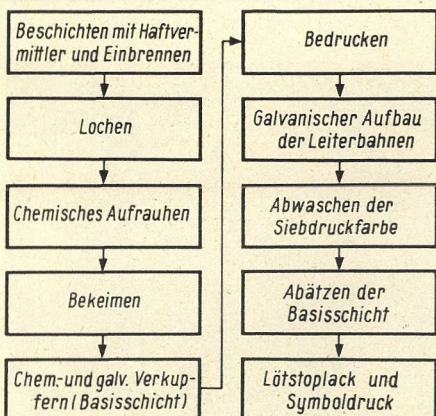 Beschichten mit Haftver-
mittler und Einbrennen
Lochen
Chemisches Aufrauhen
Bekeimen
Chem.- und galv. Verkup-
fern (Basisschicht)
Bedrucken
Galvanischer Aufbau
der Leiterbahnen
Abwaschen der
Siebdruckfarbe
Abätzen der
Basisschicht
Lötstoplack und
Symboldruck